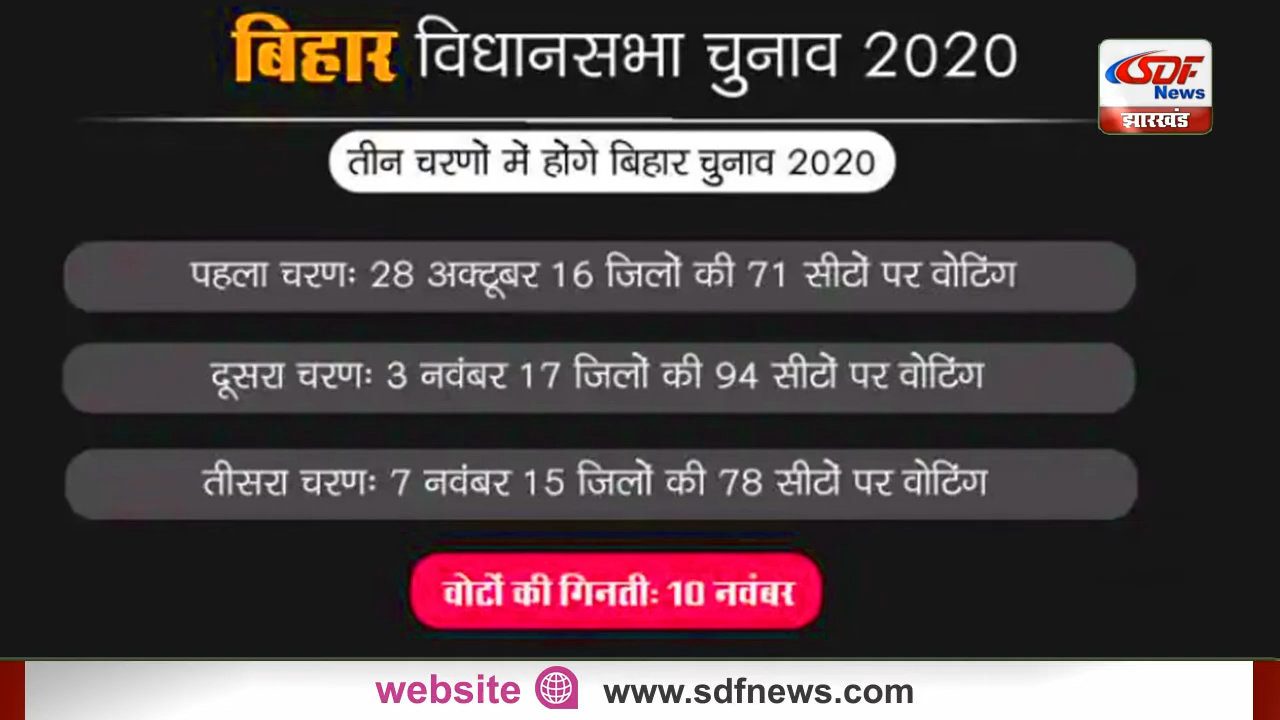 बिहार विधानसभा चुनाव 2020
SDF
News
झारखंड
तीन चरणों में होंगे बिहार चुनाव 2020
पहला चरणः 28 अक्टूबर 16 जिलों की 71 सीटों पर वोटिंग
दूसरा चरणः 3 नवंबर 17 जिलों की 94 सीटों पर वोटिंग
तीसरा चरणः 7 नवंबर 15 जिलों की 78 सीटों पर वोटिंग
वोटों की गिनतीः 10 नवंबर
website www.sdfnews.com